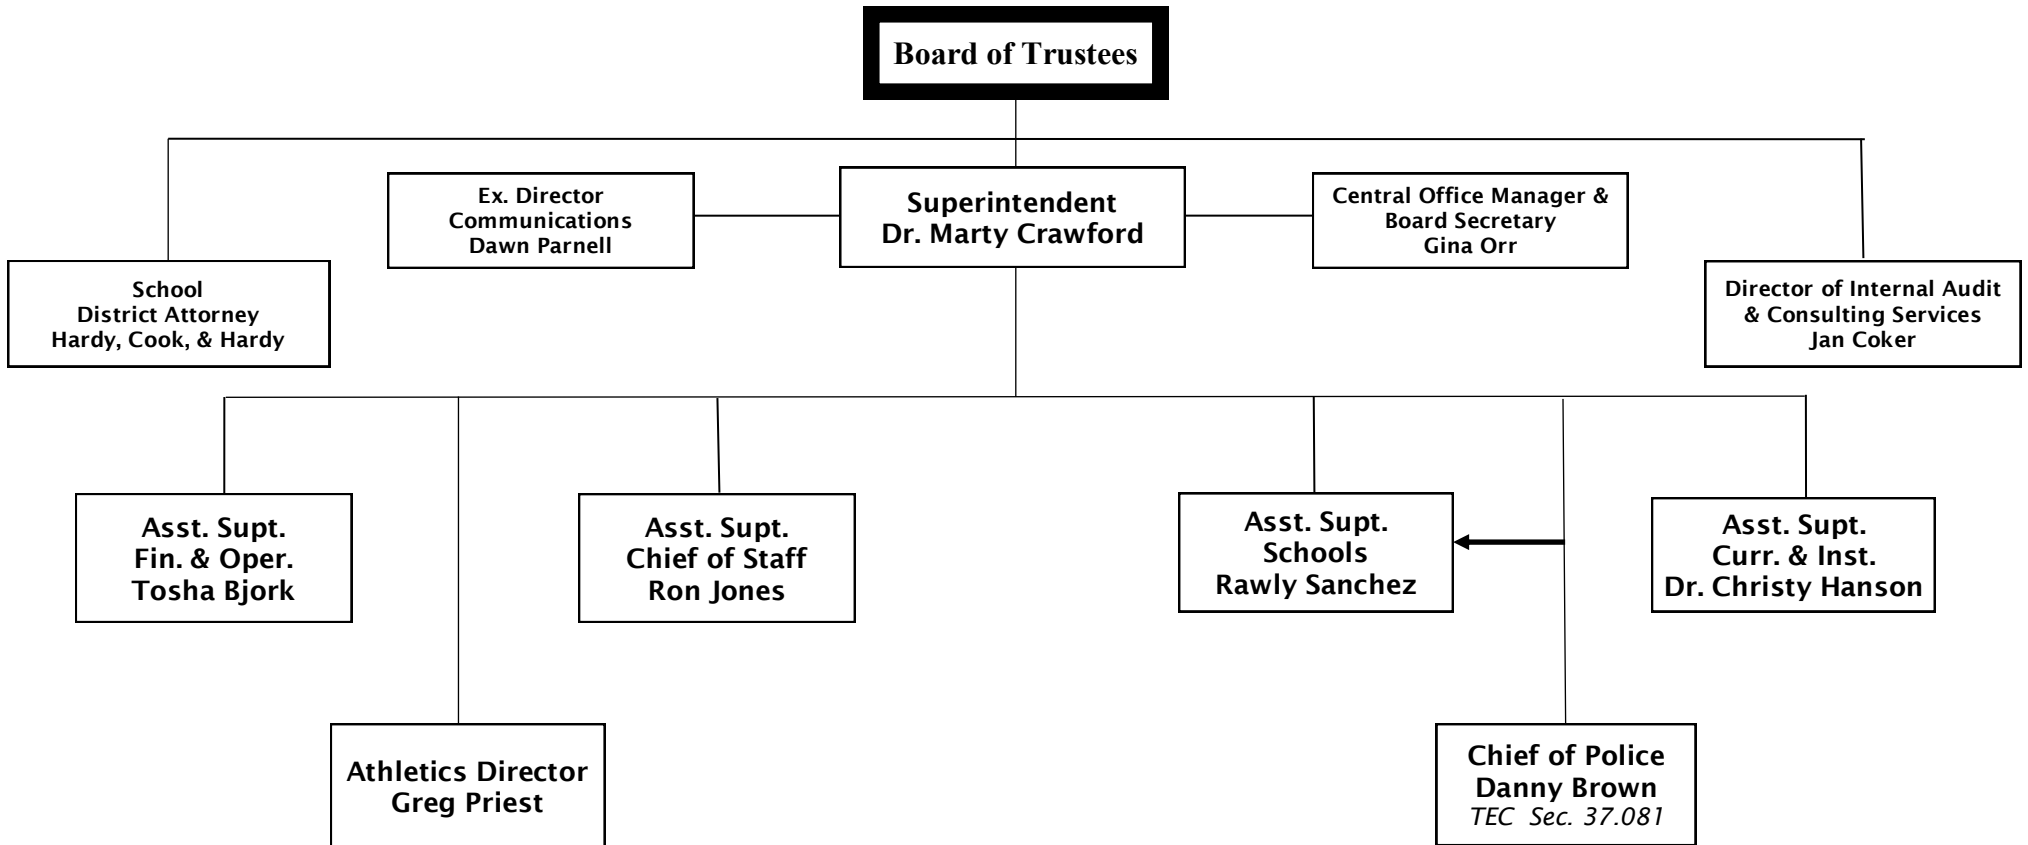 Board of Trustees
Ex. Director
Communications
Dawn Parnell
Superintendent
Dr. Marty Crawford
Central Office Manager &
Board Secretary
Gina Orr
School
District Attorney
Hardy, Cook, & Hardy
Director of Internal Audit
& Consulting Services
Jan Coker
Asst. Supt.
Fin. & Oper.
Tosha Bjork
Asst. Supt.
Chief of Staff
Ron Jones
Asst. Supt.
Schools
Rawly Sanchez
Asst. Supt.
Curr. & Inst.
Dr. Christy Hanson
Athletics Director
Greg Priest
Chief of Police
Danny Brown
TEC Sec. 37.081